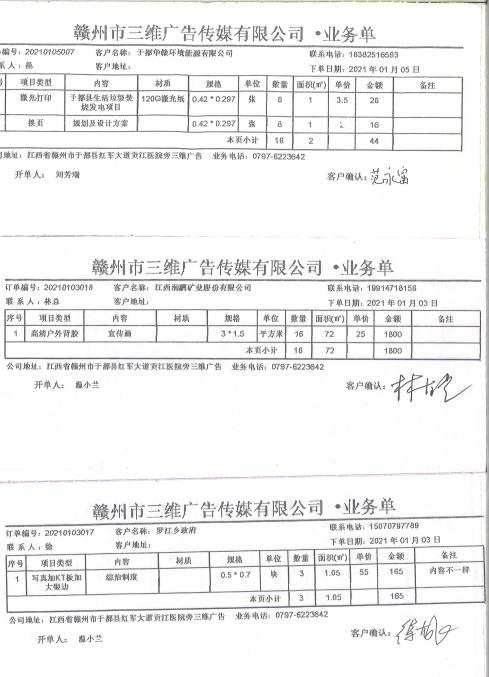 赣州市三维广告传媒有限公司 •业务单
单编号：20210105007 客户名称：于都华赣环境能源有限公司 联系电话：18382516593
系人：范 客户地址： 下单日期：2021 年 01 月 05 日
项目类型 内容 材质 规格 单位 数量 面积(㎡) 单价 金额 备注
激光打印 于都县生活垃圾焚烧发电项目 120G激光纸 0.42 * 0.297 张 8 1 3.5 28
换页 规划及设计方案 0.42 * 0.297 张 8 1 16
本页小计 16 2 44
司地址：江西省赣州市于都县红军大道贡江医院旁三维广告 业务电话：0797-6223642
开单人：刘芳瑞 客户确认：范永富
赣州市三维广告传媒有限公司 •业务单
订单编号：20210103018 客户名称：江西润鹏矿业股份有限公司 联系电话：19914718158
联系人：林总 客户地址： 下单日期：2021 年 01 月 03 日
序号 项目类型 内容 材质 规格 单位 数量 面积(㎡) 单价 金额 备注
1 高清户外背胶 宣传画 3 * 1.5 平方米 16 72 25 1800
本页小计 16 72 1800
公司地址：江西省赣州市于都县红军大道贡江医院旁三维广告 业务电话：0797-6223642
开单人：温小兰 客户确认：
赣州市三维广告传媒有限公司 •业务单
订单编号：20210103017 客户名称：罗江乡政府 联系电话：15070797789
联系人：徐 客户地址： 下单日期：2021 年 01 月 03 日
序号 项目类型 内容 材质 规格 单位 数量 面积(㎡) 单价 金额 备注
1 写真加KT板加大银边 综治制度 0.5 * 0.7 块 3 1.05 55 165 内容不一样
本页小计 3 1.05 165
公司地址：江西省赣州市于都县红军大道贡江医院旁三维广告 业务电话：0797-6223642
开单人：温小兰 客户确认：